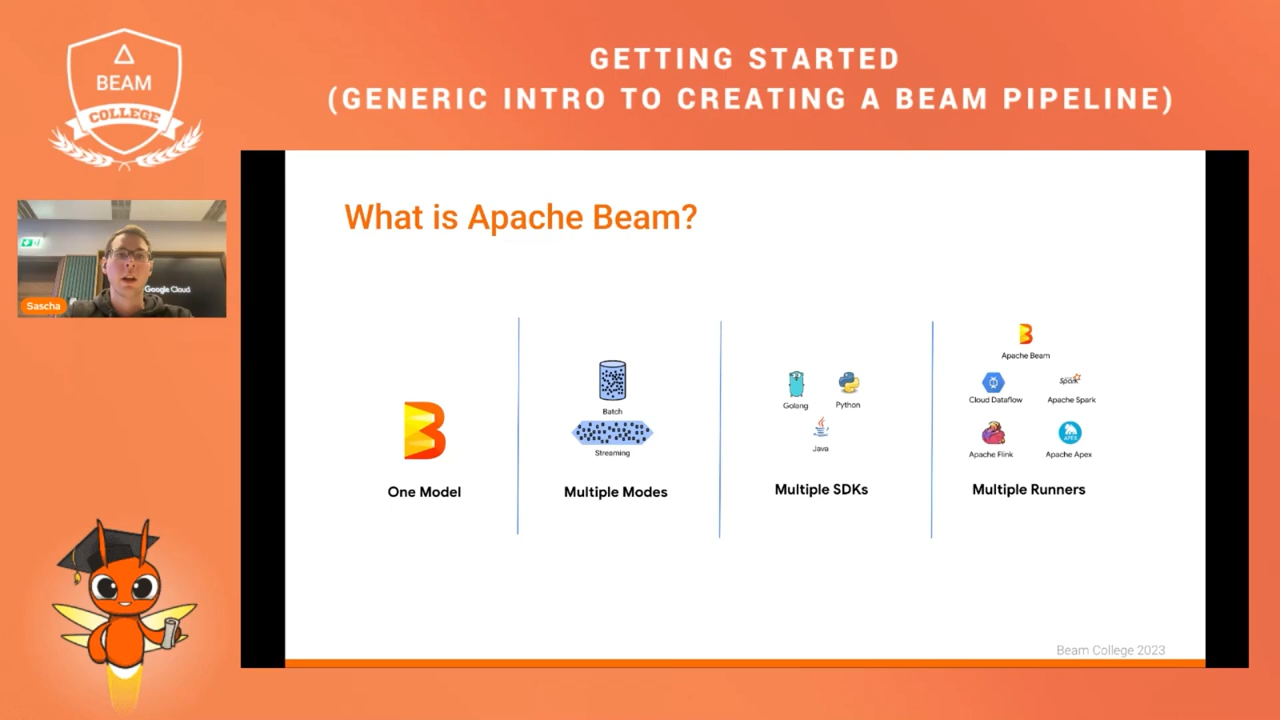 BEAM
COLLEGE
GETTING STARTED
(GENERIC INTRO TO CREATING A BEAM PIPELINE)
Google Cloud
Sascha
What is Apache Beam?
One Model
Batch
Streaming
Multiple Modes
Golang
Python
Java
Multiple SDKs
Apache Beam
Cloud Dataflow
Spark
Apache Spark
Apache Flink
APEX
Apache Apex
Multiple Runners
Beam College 2023